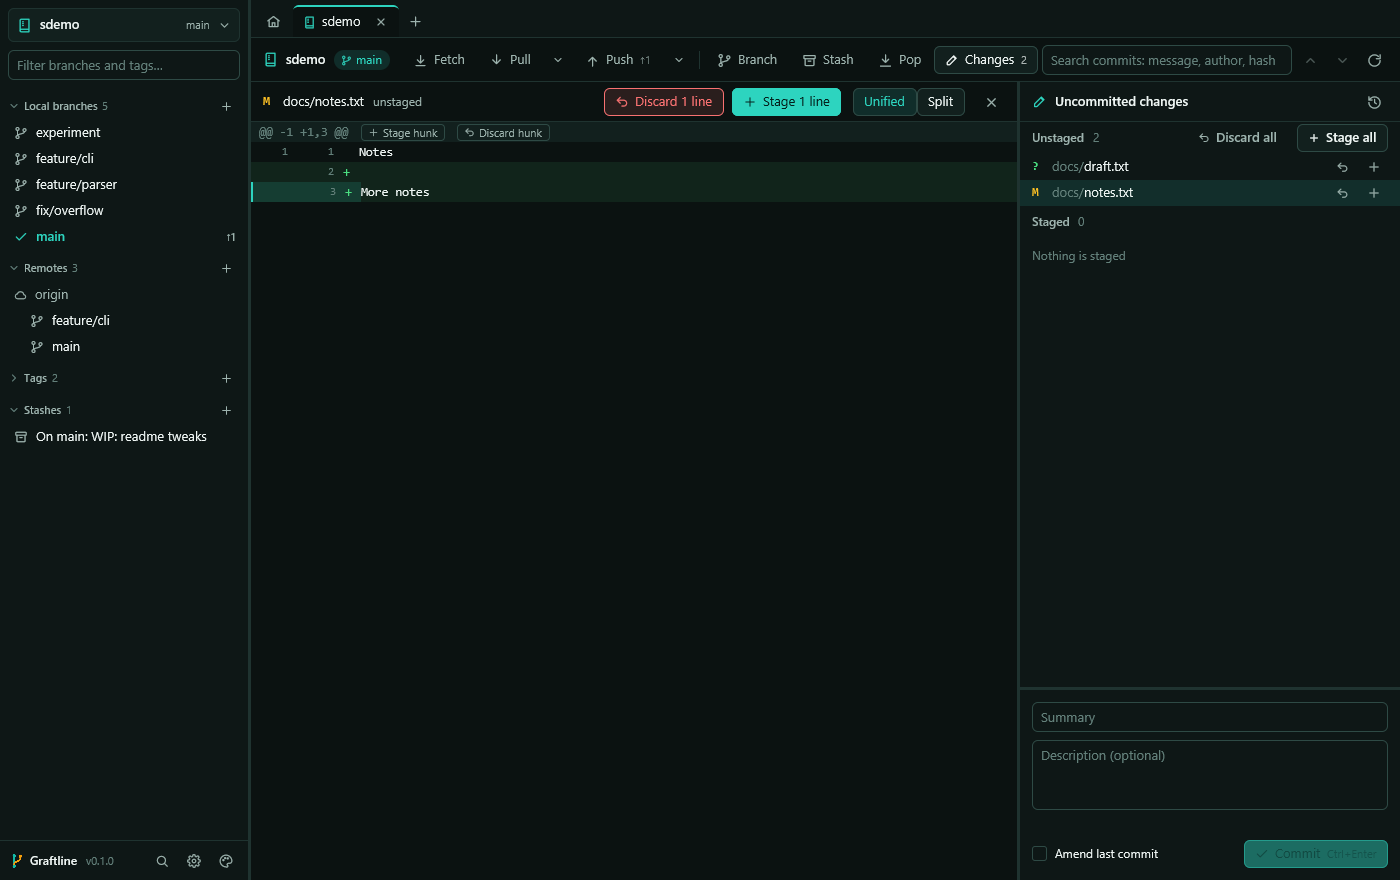 sdemo main
Filter branches and tags...
Local branches 5
experiment
feature/cli
feature/parser
fix/overflow
main ↑1
Remotes 3
origin
feature/cli
main
Tags 2
Stashes 1
On main: WIP: readme tweaks
Graftline v0.1.0
sdemo
sdemo main Fetch Pull Push ↑1 Branch Stash Pop Changes 2 Search commits: message, author, hash
M docs/notes.txt unstaged Discard 1 line Stage 1 line Unified Split
@@ -1 +1,3 @@ Stage hunk Discard hunk
1 1 Notes
2 +
3 + More notes
Uncommitted changes
Unstaged 2 Discard all Stage all
? docs/draft.txt
M docs/notes.txt
Staged 0
Nothing is staged
Summary
Description (optional)
Amend last commit Commit Ctrl+Enter